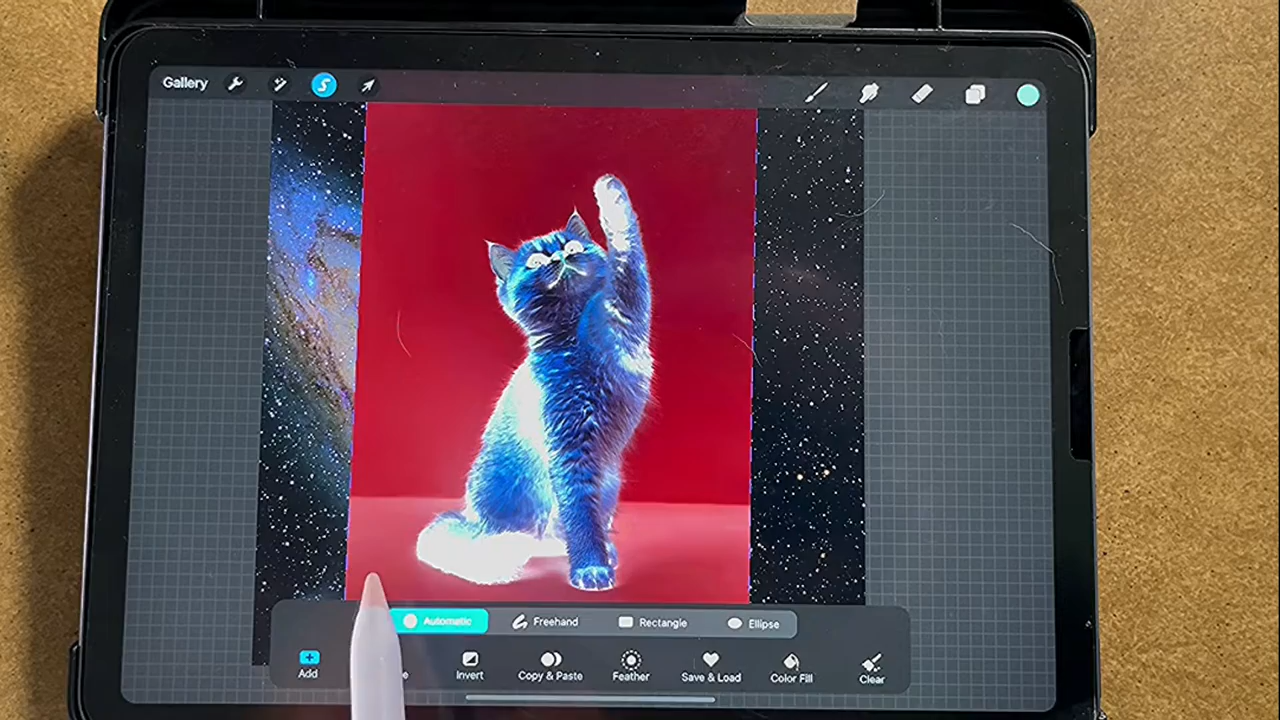 Gallery
Automatic Freehand Rectangle Ellipse
Add Invert Copy & Paste Feather Save & Load Color Fill Clear